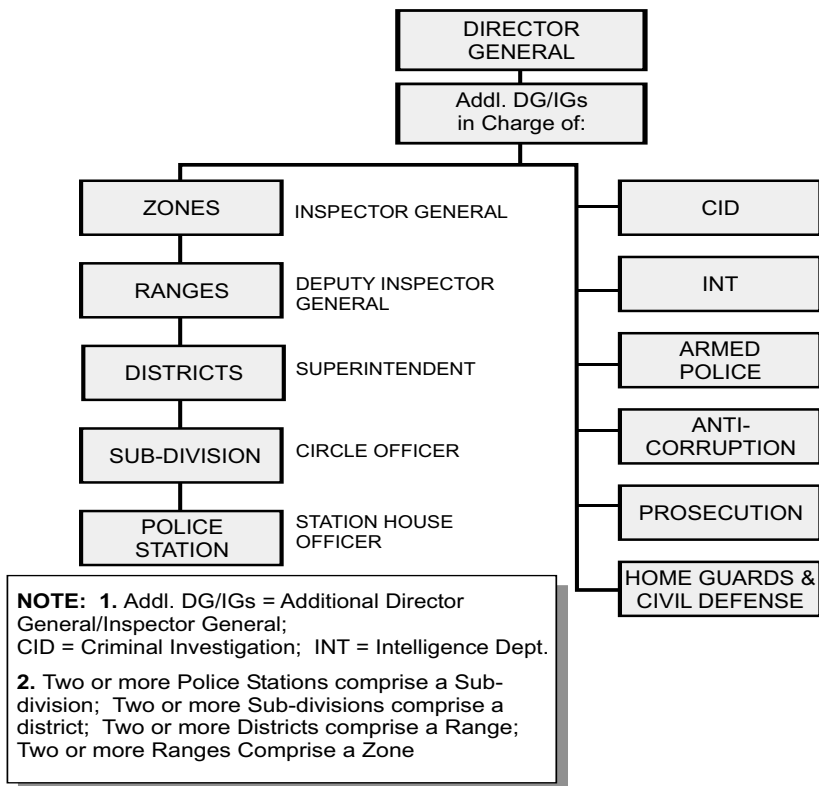 DIRECTOR
GENERAL
Addl. DG/IGs
in Charge of:
ZONES
INSPECTOR GENERAL
RANGES
DEPUTY INSPECTOR
GENERAL
DISTRICTS
SUPERINTENDENT
SUB-DIVISION
CIRCLE OFFICER
POLICE
STATION
STATION HOUSE
OFFICER
CID
INT
ARMED
POLICE
ANTI-
CORRUPTION
PROSECUTION
HOME GUARDS &
CIVIL DEFENSE
NOTE: 1. Addl. DG/IGs = Additional Director
General/Inspector General;
CID = Criminal Investigation; INT = Intelligence Dept.
2. Two or more Police Stations comprise a Sub-
division; Two or more Sub-divisions comprise a
district; Two or more Districts comprise a Range;
Two or more Ranges Comprise a Zone